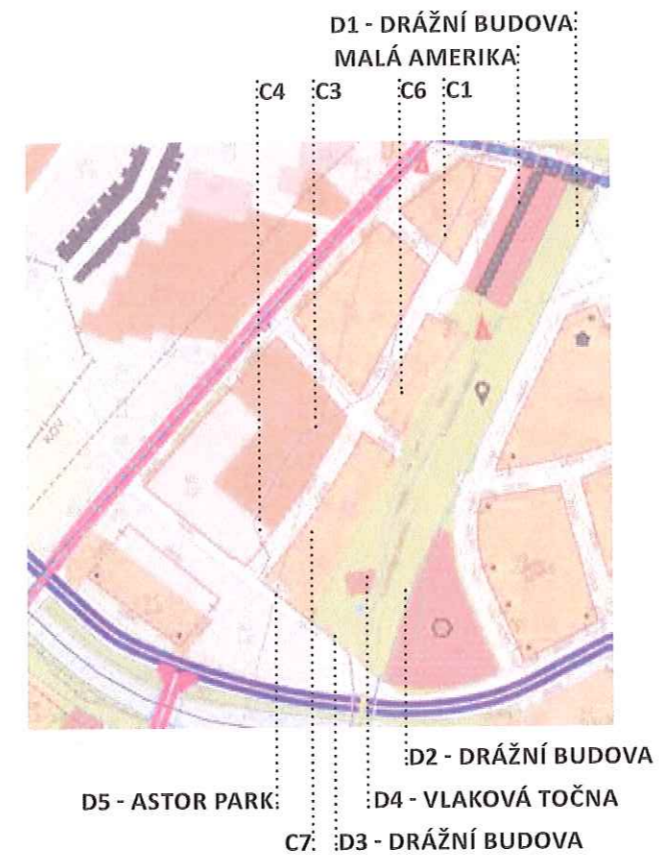 D1 - DRÁŽNÍ BUDOVA
MALÁ AMERIKA
C4 C3 C6 C1
D2 - DRÁŽNÍ BUDOVA
D5 - ASTOR PARK D4 - VLAKOVÁ TOČNA
C7 D3 - DRÁŽNÍ BUDOVA